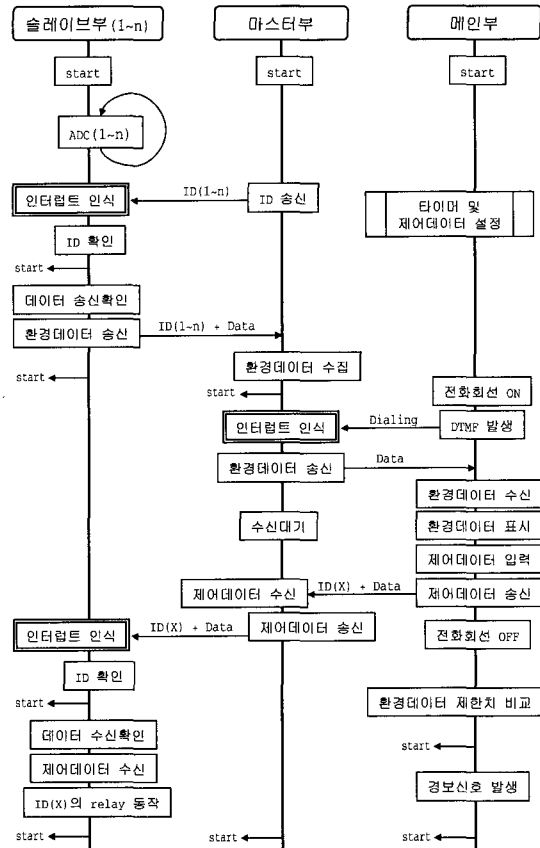 슬레이브부(1~n)
마스터부
메인부
start
start
start
ADC(1~n)
인터럽트 인식
ID(1~n)
ID 송신
타이머 및
제어데이터 설정
ID 확인
start
데이터 송신확인
환경데이터 송신
ID(1~n) + Data
환경데이터 수집
start
start
전화회선 ON
인터럽트 인식
Dialing
DTMF 발생
환경데이터 송신
Data
환경데이터 수신
수신대기
환경데이터 표시
제어데이터 입력
제어데이터 수신
ID(X) + Data
제어데이터 송신
인터럽트 인식
ID(X) + Data
제어데이터 송신
전화회선 OFF
ID 확인
start
환경데이터 제한치 비교
데이터 수신확인
start
제어데이터 수신
경보신호 발생
ID(X)의 relay 동작
start
start
start